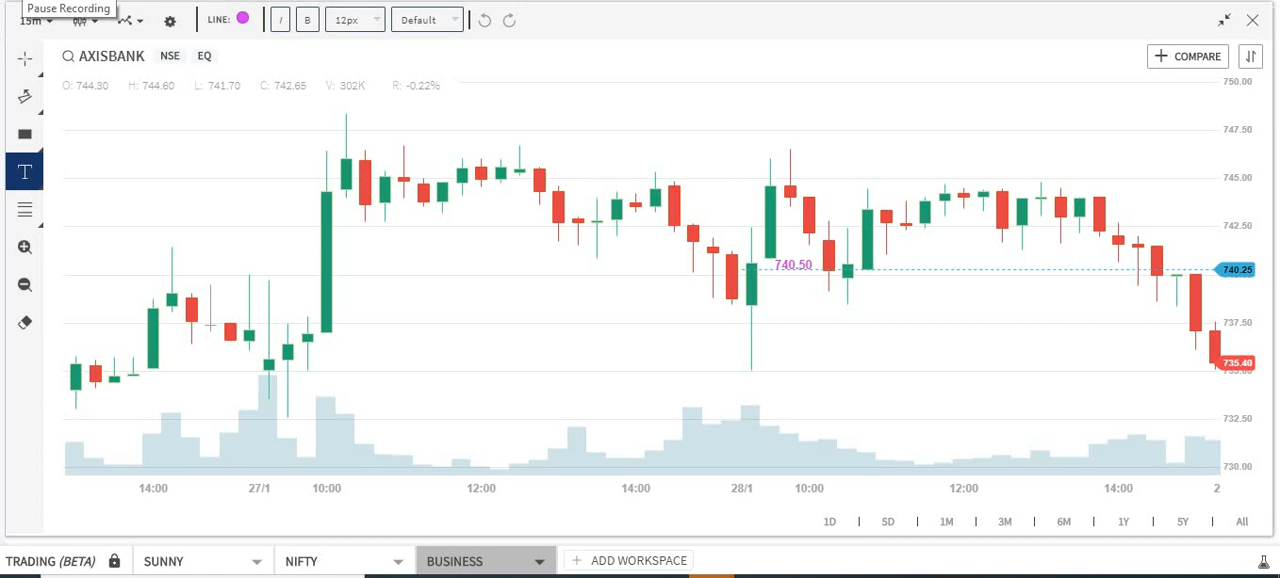 Pause Recording
15m
LINE:
I
B
12px
Default
AXISBANK NSE EQ
COMPARE
O: 744.30 H: 744.60 L: 741.70 C: 742.65 V: 302K R: -0.22%
750.00
747.50
745.00
742.50
740.50
740.25
737.50
735.40
732.50
730.00
14:00 27/1 10:00 12:00 14:00 28/1 10:00 12:00 14:00 2
1D 5D 1M 3M 6M 1Y 5Y All
TRADING (BETA) SUNNY NIFTY BUSINESS + ADD WORKSPACE